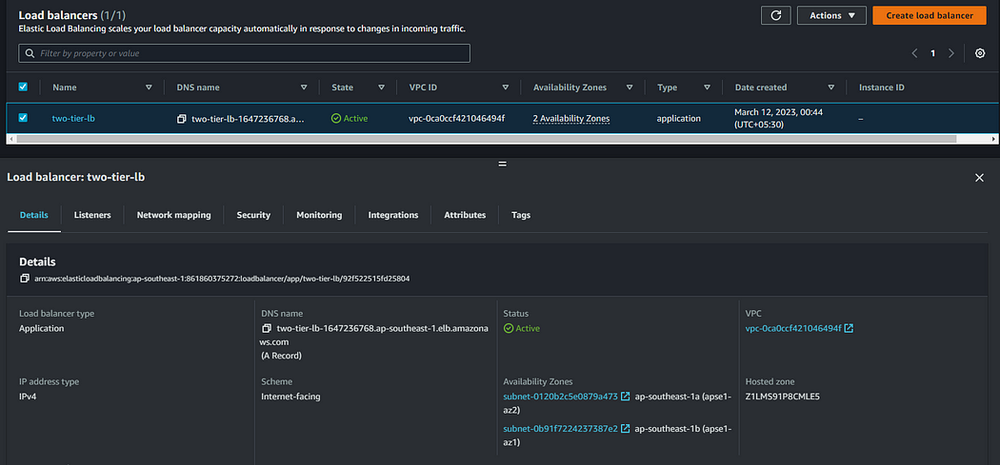 Load balancers (1/1)
Elastic Load Balancing scales your load balancer capacity automatically in response to changes in incoming traffic.
Actions
Create load balancer
Filter by property or value
1
Name
DNS name
State
VPC ID
Availability Zones
Type
Date created
Instance ID
two-tier-lb
two-tier-lb-1647236768.a...
Active
vpc-0ca0ccf421046494f
2 Availability Zones
application
March 12, 2023, 00:44
(UTC+05:30)
–
Load balancer: two-tier-lb
Details
Listeners
Network mapping
Security
Monitoring
Integrations
Attributes
Tags
Details
arn:aws:elasticloadbalancing:ap-southeast-1:861860375272:loadbalancer/app/two-tier-lb/92f522515fd25804
Load balancer type
Application
DNS name
two-tier-lb-1647236768.ap-southeast-1.elb.amazona
ws.com
(A Record)
Status
Active
VPC
vpc-0ca0ccf421046494f
IP address type
IPv4
Scheme
Internet-facing
Availability Zones
subnet-0120b2c5e0879a473 ap-southeast-1a (apse1-
az2)
subnet-0b91f7224237387e2 ap-southeast-1b (apse1-
az1)
Hosted zone
Z1LMS91P8CMLE5